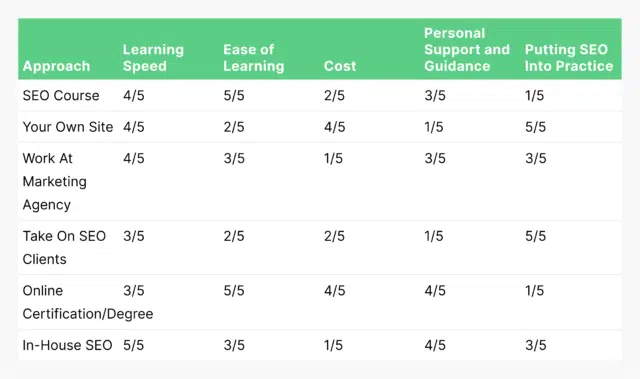 Approach Learning Speed Ease of Learning Cost Personal Support and Guidance Putting SEO Into Practice
SEO Course 4/5 5/5 2/5 3/5 1/5
Your Own Site 4/5 2/5 4/5 1/5 5/5
Work At Marketing Agency 4/5 3/5 1/5 3/5 3/5
Take On SEO Clients 3/5 2/5 2/5 1/5 5/5
Online Certification/Degree 3/5 5/5 4/5 4/5 1/5
In-House SEO 5/5 3/5 1/5 4/5 3/5